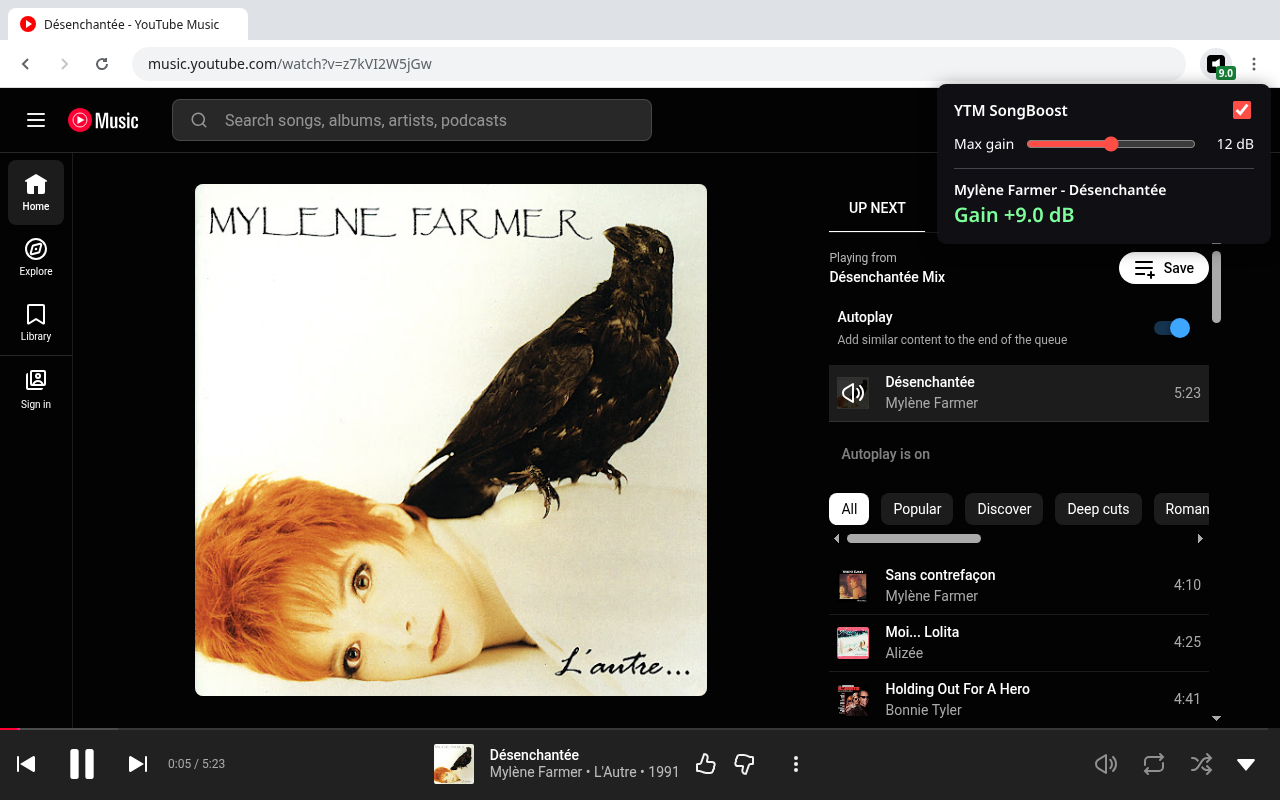 Désenchantée - YouTube Music
music.youtube.com/watch?v=z7kVI2W5jGw
9.0
YTM SongBoost
Max gain 12 dB
Mylène Farmer - Désenchantée
Gain +9.0 dB
Music
Search songs, albums, artists, podcasts
Home
Explore
Library
Sign in
MYLENE FARMER
L'autre...
UP NEXT
Playing from
Désenchantée Mix
Save
Autoplay
Add similar content to the end of the queue
Désenchantée
Mylène Farmer
5:23
Autoplay is on
All Popular Discover Deep cuts Roman
Sans contrefaçon
Mylène Farmer
4:10
Moi... Lolita
Alizée
4:25
Holding Out For A Hero
Bonnie Tyler
4:41
0:05 / 5:23
Désenchantée
Mylène Farmer • L'Autre • 1991